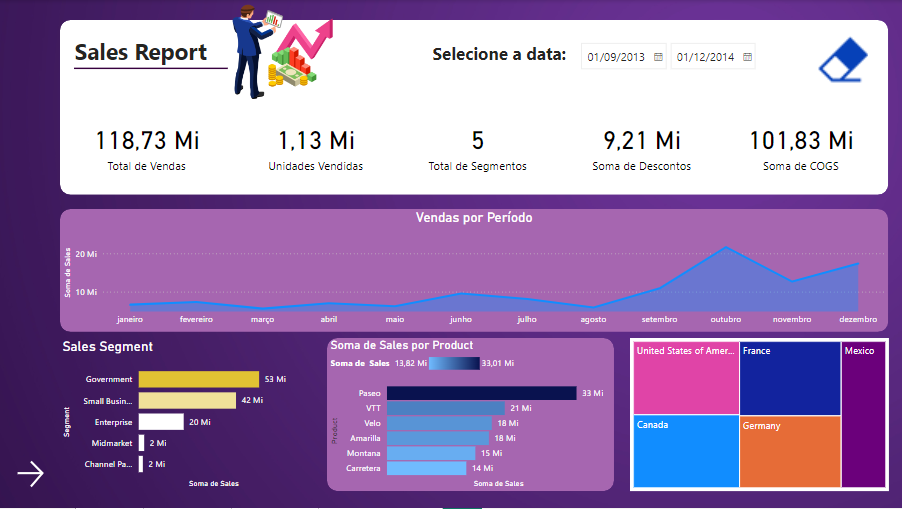 Sales Report
Selecione a data: 01/09/2013 01/12/2014
118,73 Mi 1,13 Mi 5 9,21 Mi 101,83 Mi
Total de Vendas Unidades Vendidas Total de Segmentos Soma de Descontos Soma de COGS
Vendas por Período
Soma de Sales
20 Mi
10 Mi
janeiro fevereiro março abril maio junho julho agosto setembro outubro novembro dezembro
Sales Segment
Segment
Government 53 Mi
Small Busin... 42 Mi
Enterprise 20 Mi
Midmarket 2 Mi
Channel Pa... 2 Mi
Soma de Sales
Soma de Sales por Product
Soma de Sales 13,82 Mi 33,01 Mi
Product
Paseo 33 Mi
VTT 21 Mi
Velo 18 Mi
Amarilla 18 Mi
Montana 15 Mi
Carretera 14 Mi
Soma de Sales
United States of Amer... France Mexico
Canada Germany